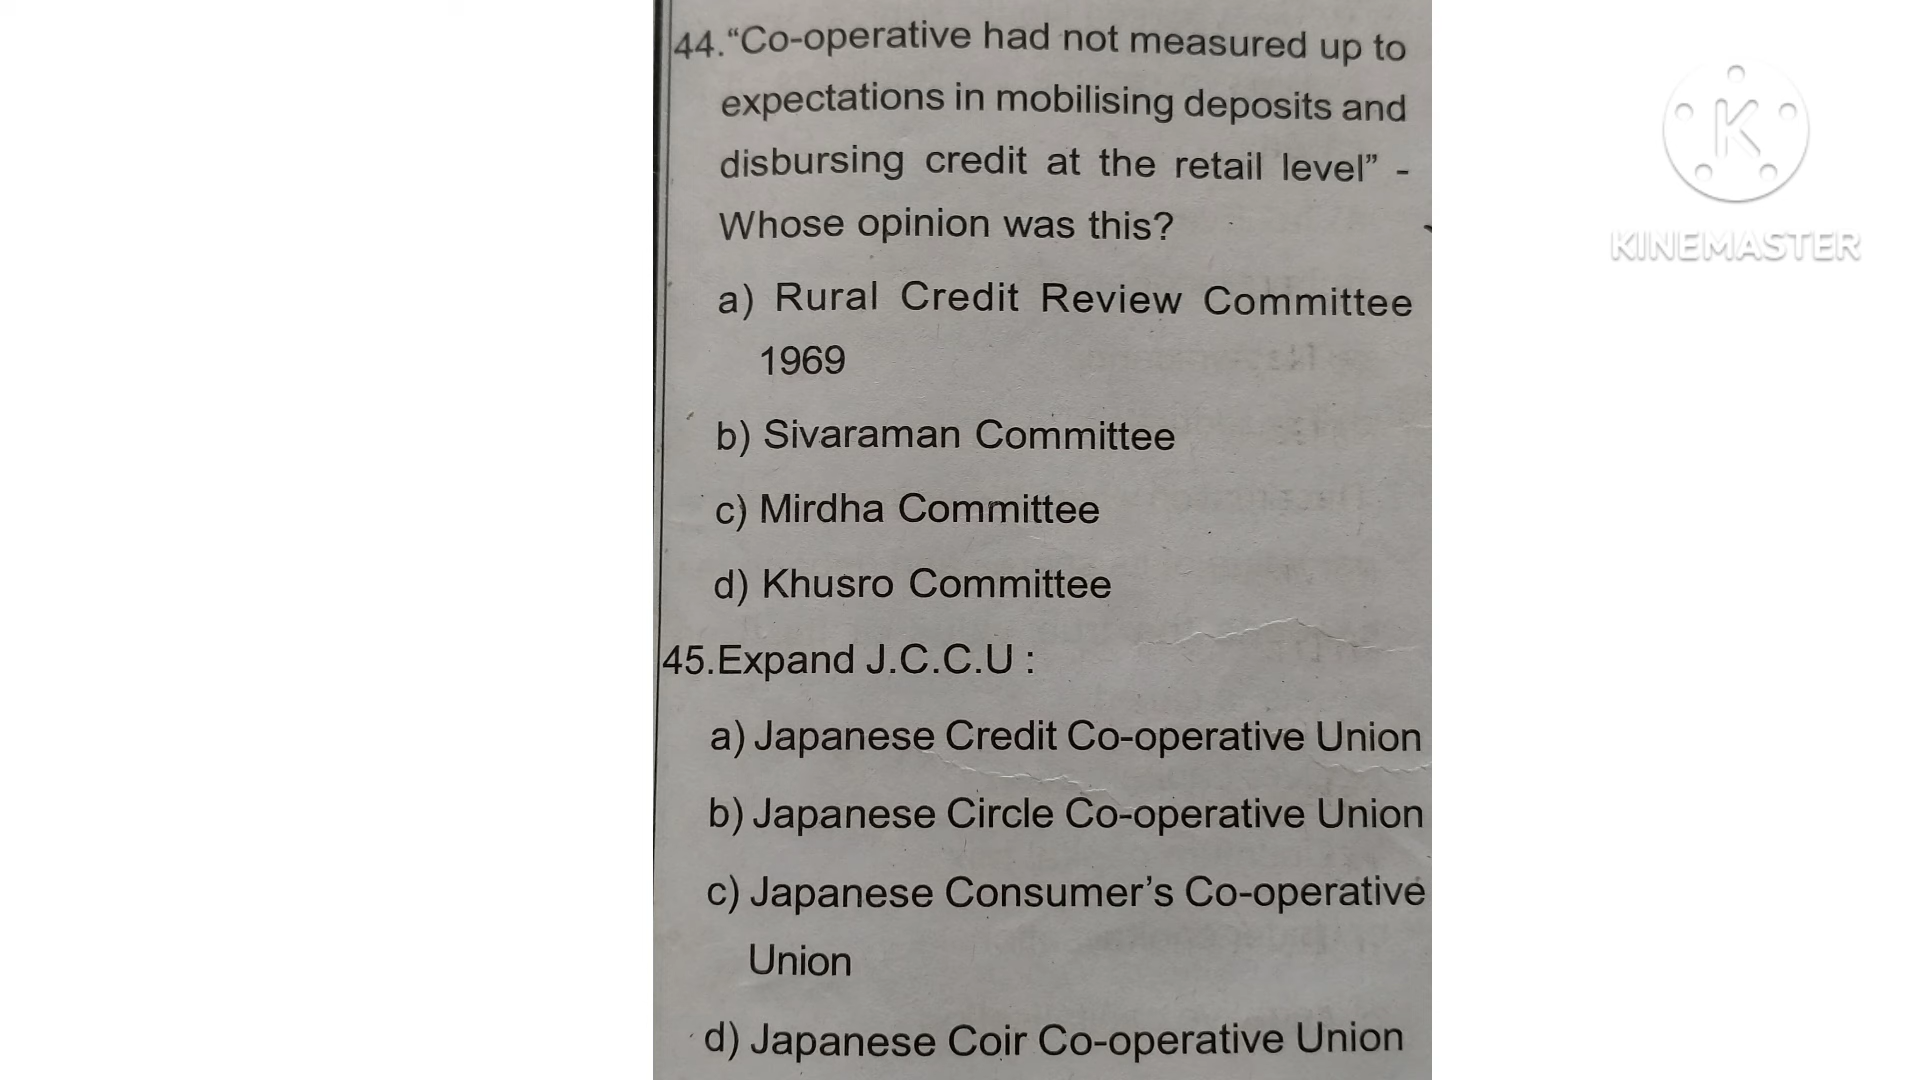 44.“Co-operative had not measured up to
expectations in mobilising deposits and
disbursing credit at the retail level” -
Whose opinion was this?
a) Rural Credit Review Committee
1969
b) Sivaraman Committee
c) Mirdha Committee
d) Khusro Committee
45.Expand J.C.C.U :
a) Japanese Credit Co-operative Union
b) Japanese Circle Co-operative Union
c) Japanese Consumer’s Co-operative
Union
d) Japanese Coir Co-operative Union
K
KINEMASTER